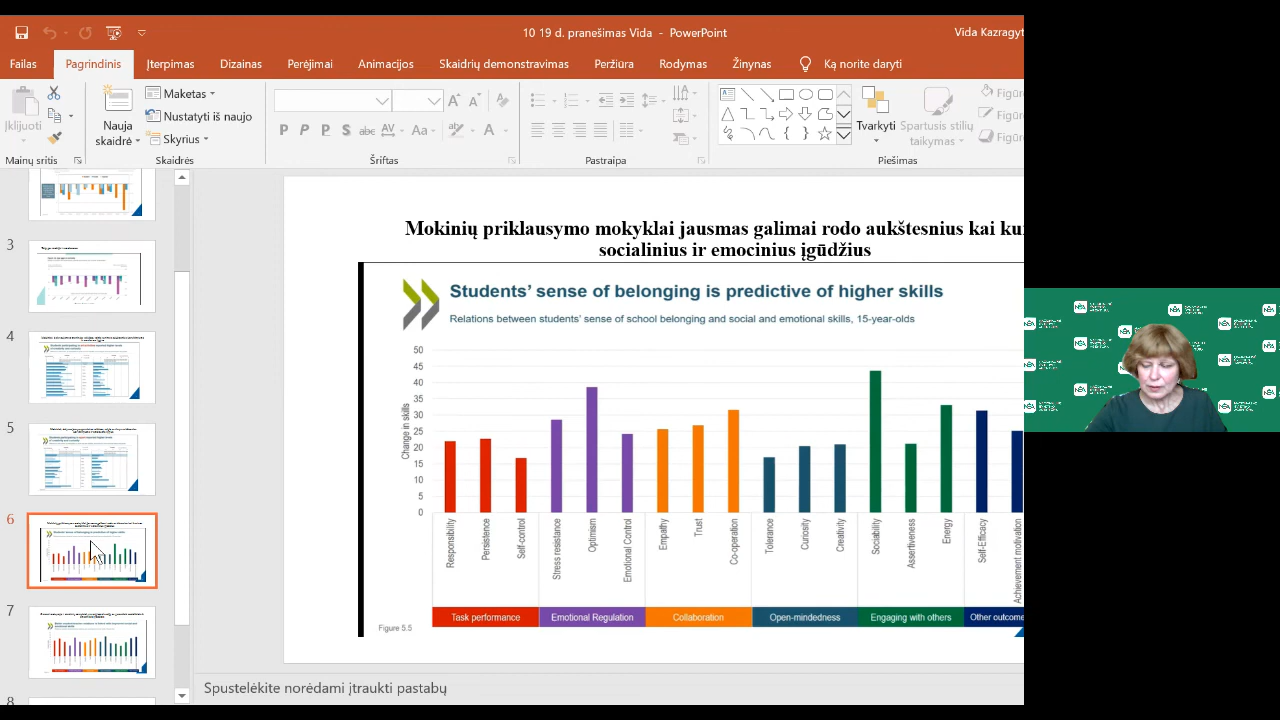 10 19 d. pranešimas Vida - PowerPoint
Vida Kazragyt
Failas Pagrindinis Įterpimas Dizainas Perėjimai Animacijos Skaidrių demonstravimas Peržiūra Rodymas Žinynas Ką norite daryti
Įklijuoti
Mainų sritis
Nauja skaidrė
Maketas
Nustatyti iš naujo
Skyrius
Skaidrės
Šriftas
Pastraipa
Tvarkyti
Spartusis stilių taikymas
Figūr
Figūr
Figūr
Piešimas
3
4
5
6
7
8
Mokinių priklausymo mokyklai jausmas galimai rodo aukštesnius kai ku
socialinius ir emocinius įgūdžius
Students' sense of belonging is predictive of higher skills
Relations between students' sense of school belonging and social and emotional skills, 15-year-olds
Change in skills
50
45
40
35
30
25
20
15
10
5
0
Responsibility
Persistence
Self-control
Stress resistance
Optimism
Emotional Control
Empathy
Trust
Co-operation
Tolerance
Curiosity
Creativity
Sociability
Assertiveness
Energy
Self-Efficacy
Achievement motivation
Task performance Emotional Regulation Collaboration Open-mindedness Engaging with others Other outcome
Figure 5.5
Spustelėkite norėdami įtraukti pastabų